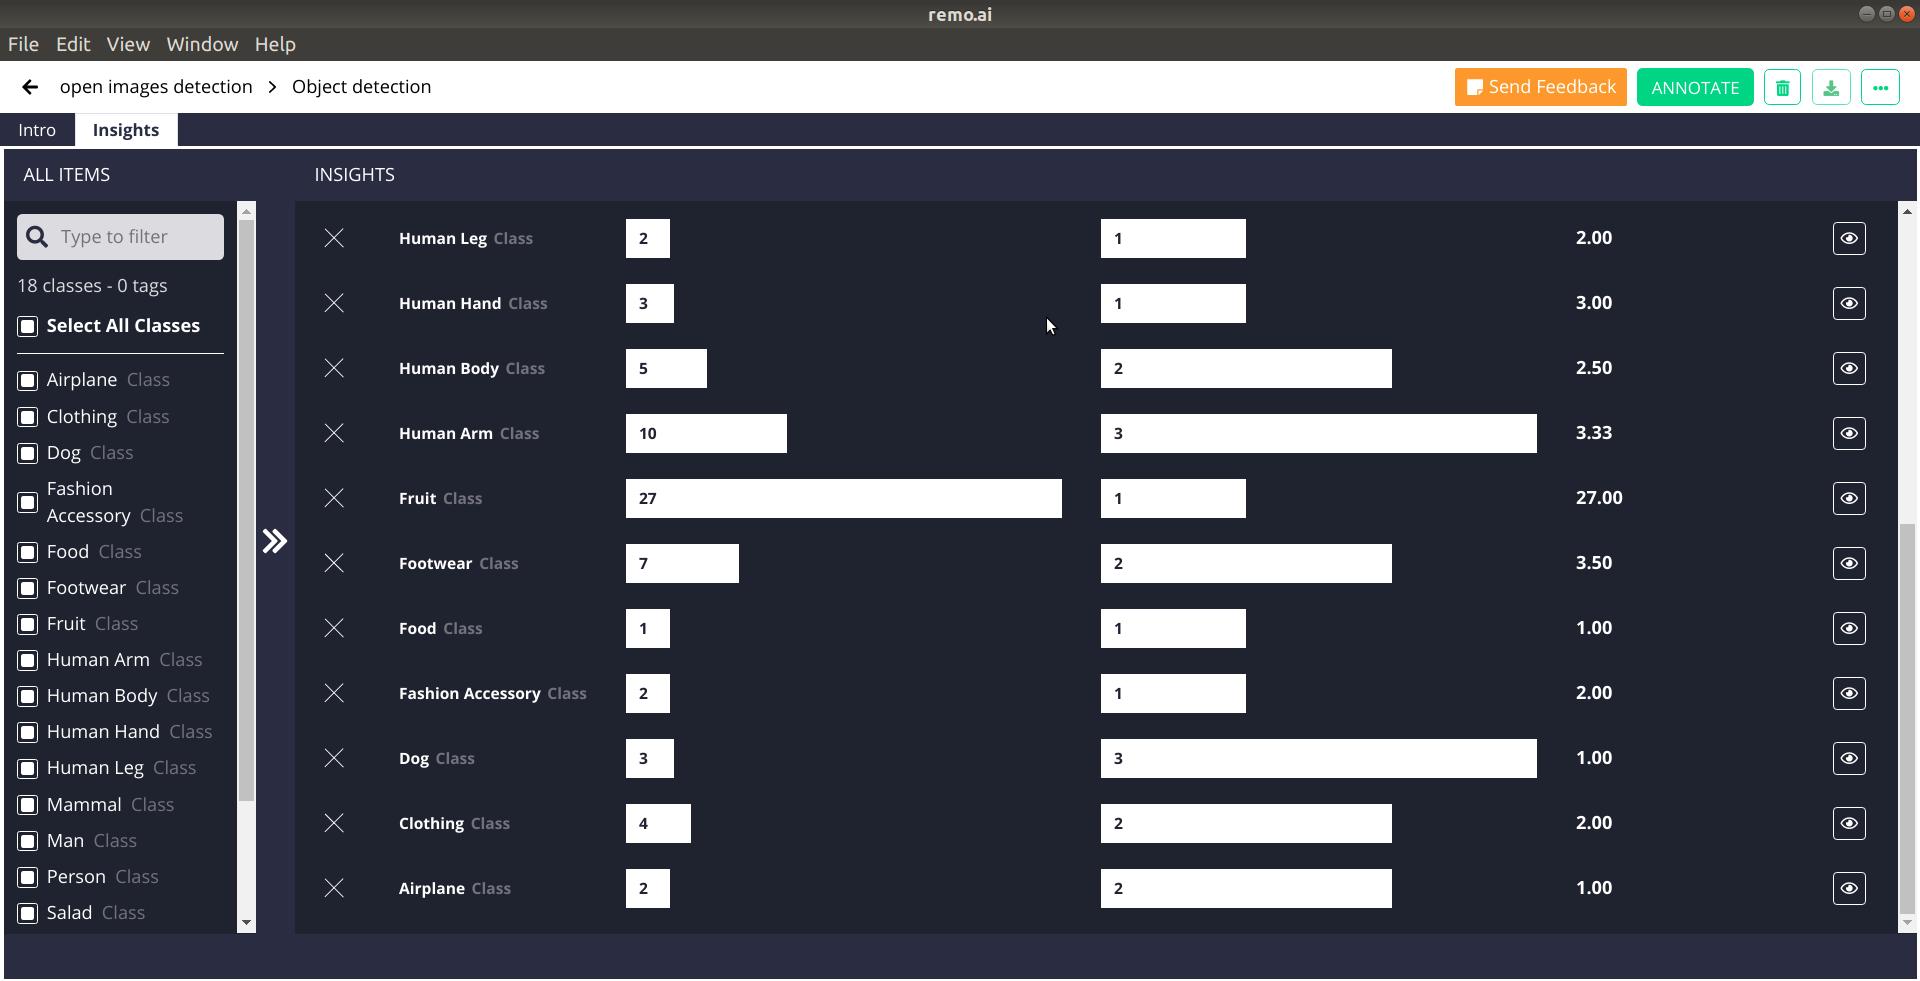 remo.ai
File Edit View Window Help
open images detection > Object detection
Send Feedback
ANNOTATE
Intro
Insights
ALL ITEMS
Type to filter
18 classes - 0 tags
Select All Classes
Airplane Class
Clothing Class
Dog Class
Fashion
Accessory Class
Food Class
Footwear Class
Fruit Class
Human Arm Class
Human Body Class
Human Hand Class
Human Leg Class
Mammal Class
Man Class
Person Class
Salad Class
INSIGHTS
Human Leg Class 2 1 2.00
Human Hand Class 3 1 3.00
Human Body Class 5 2 2.50
Human Arm Class 10 3 3.33
Fruit Class 27 1 27.00
Footwear Class 7 2 3.50
Food Class 1 1 1.00
Fashion Accessory Class 2 1 2.00
Dog Class 3 3 1.00
Clothing Class 4 2 2.00
Airplane Class 2 2 1.00